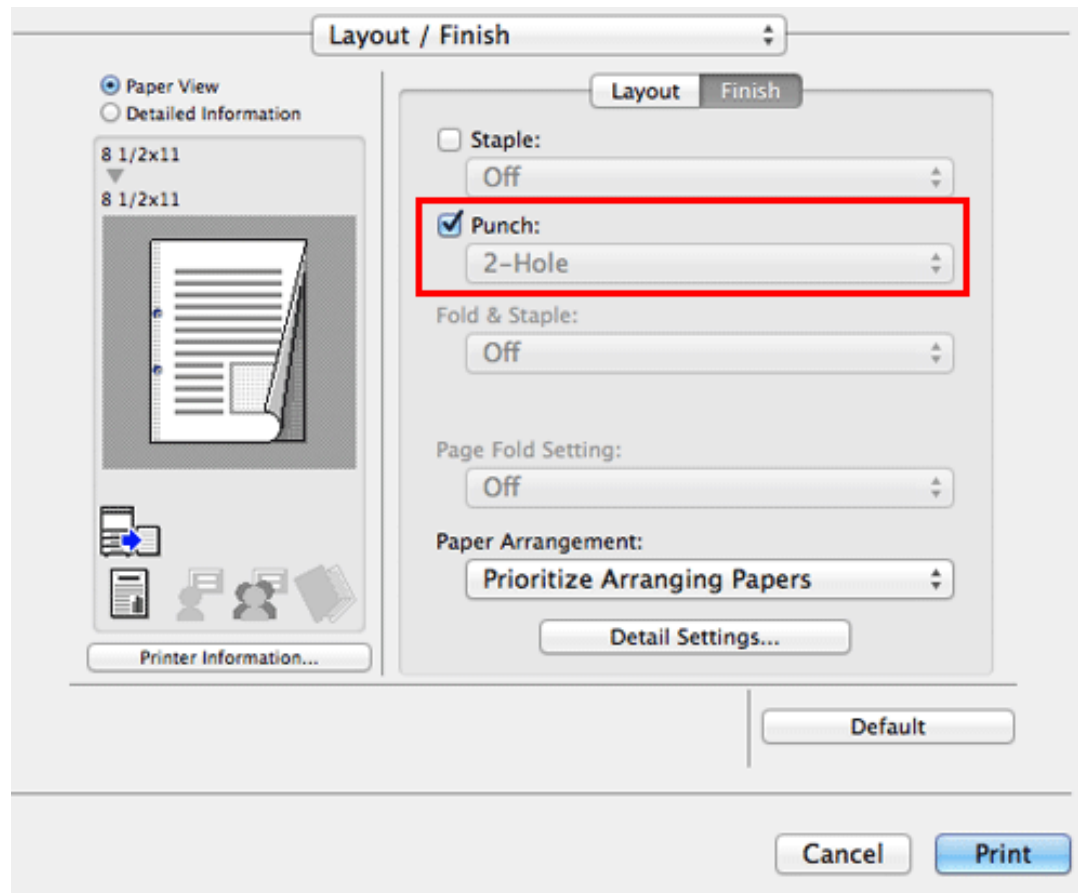 Layout / Finish
Paper View
Detailed Information
8 1/2x11
8 1/2x11
Printer Information...
Layout Finish
Staple:
Off
Punch:
2-Hole
Fold & Staple:
Off
Page Fold Setting:
Off
Paper Arrangement:
Prioritize Arranging Papers
Detail Settings...
Default
Cancel Print